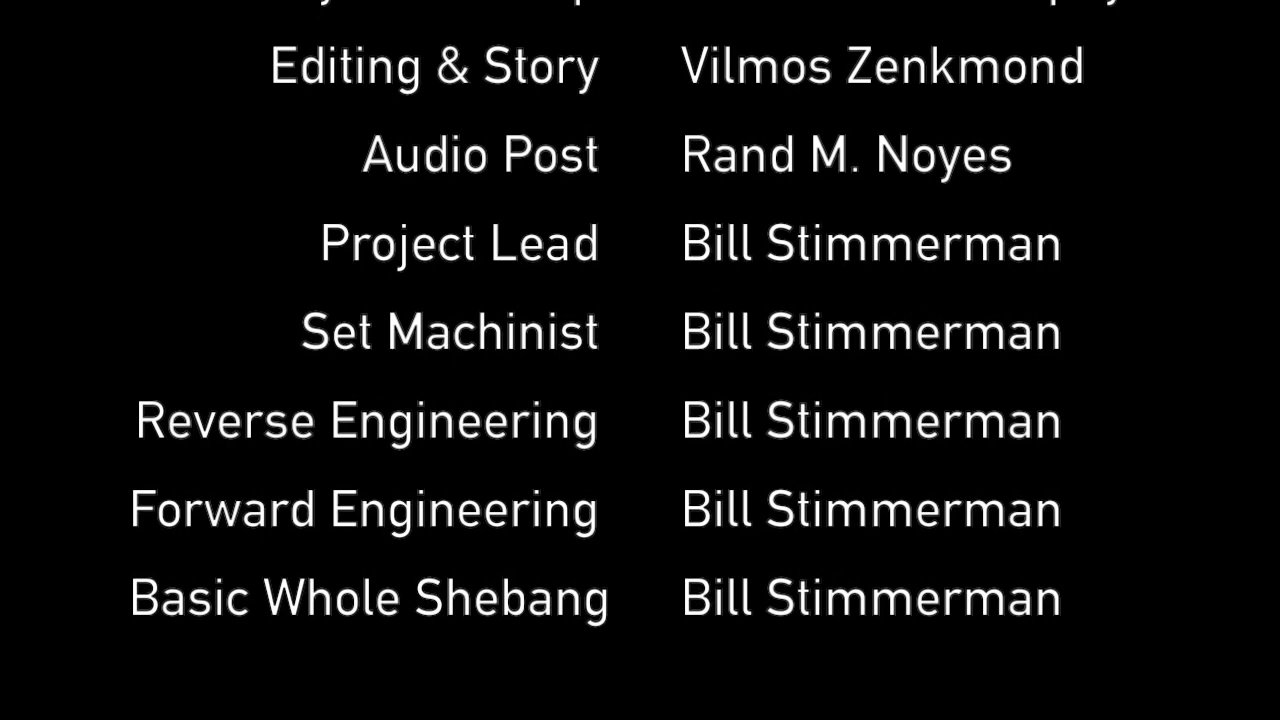 Editing & Story Vilmos Zenkmond
Audio Post Rand M. Noyes
Project Lead Bill Stimmerman
Set Machinist Bill Stimmerman
Reverse Engineering Bill Stimmerman
Forward Engineering Bill Stimmerman
Basic Whole Shebang Bill Stimmerman